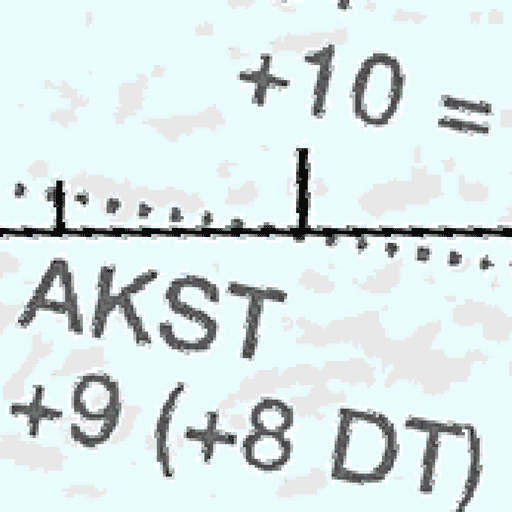 +10 =
AKST
+9 (+8 DT)